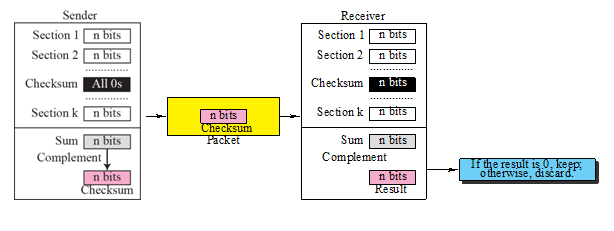 Sender
Section 1 n bits
Section 2 n bits
Checksum All 0s
Section k n bits
Sum n bits
Complement
n bits
Checksum
n bits
Checksum
Packet
Receiver
Section 1 n bits
Section 2 n bits
Checksum n bits
Section k n bits
Sum n bits
Complement
n bits
Result
If the result is 0, keep;
otherwise, discard.